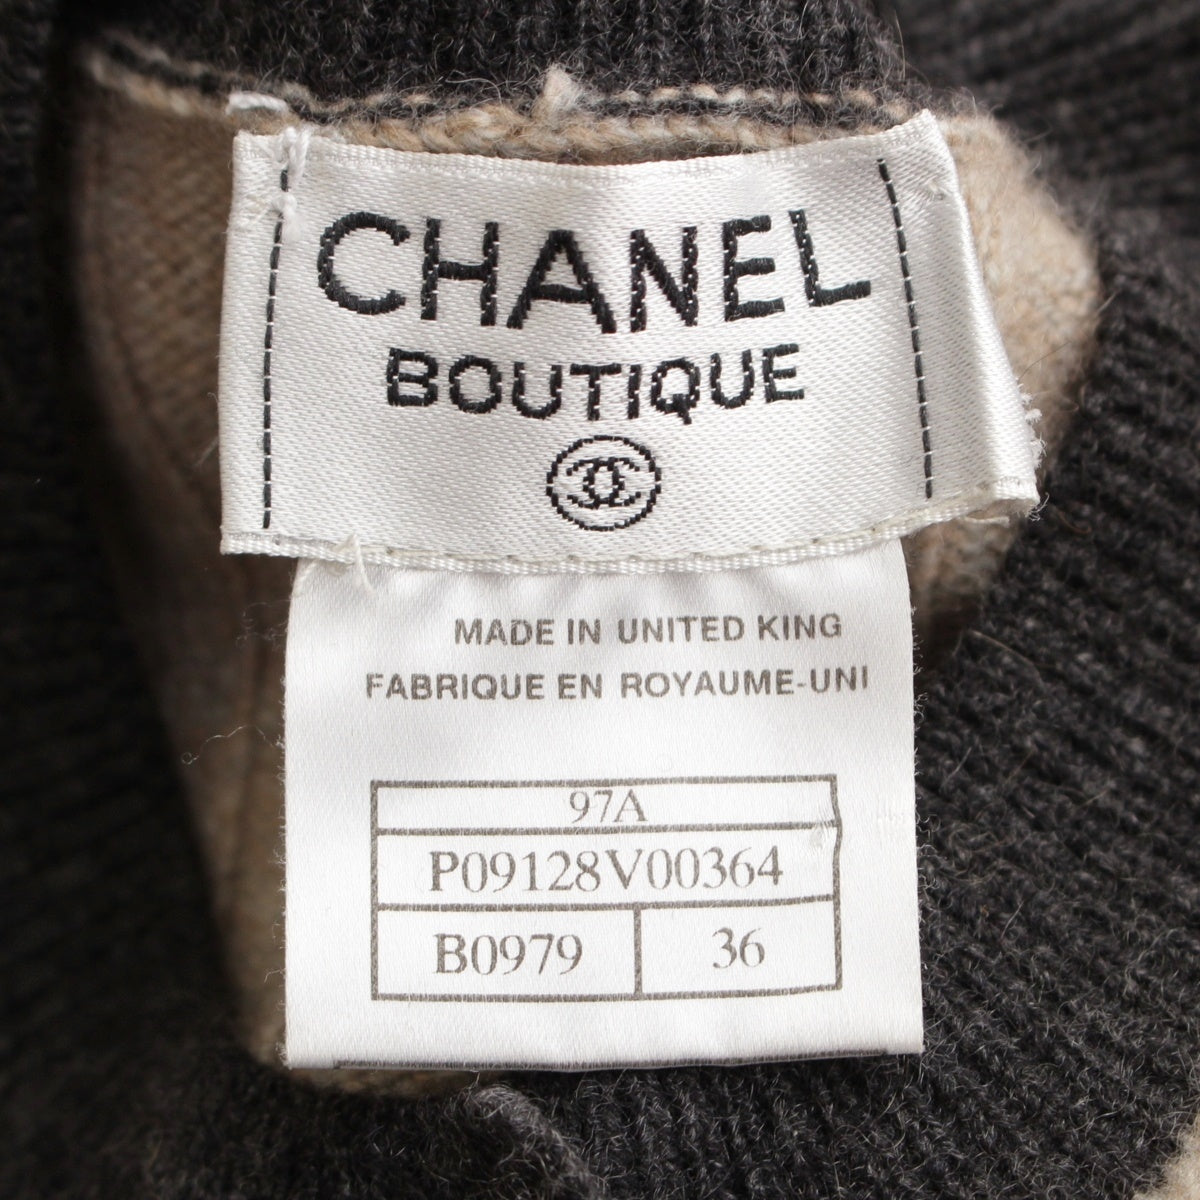 CHANEL
BOUTIQUE
MADE IN UNITED KING
FABRIQUE EN ROYAUME-UNI
97A
P09128V00364
B0979 36